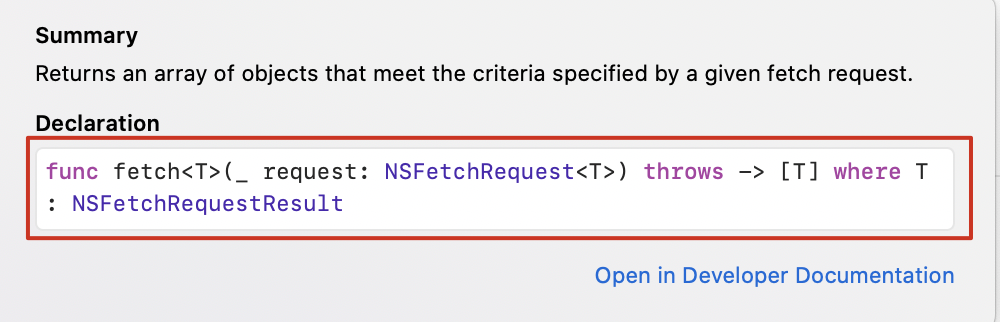 Summary
Returns an array of objects that meet the criteria specified by a given fetch request.
Declaration
func fetch<T>(_ request: NSFetchRequest<T>) throws -> [T] where T
: NSFetchRequestResult
Open in Developer Documentation